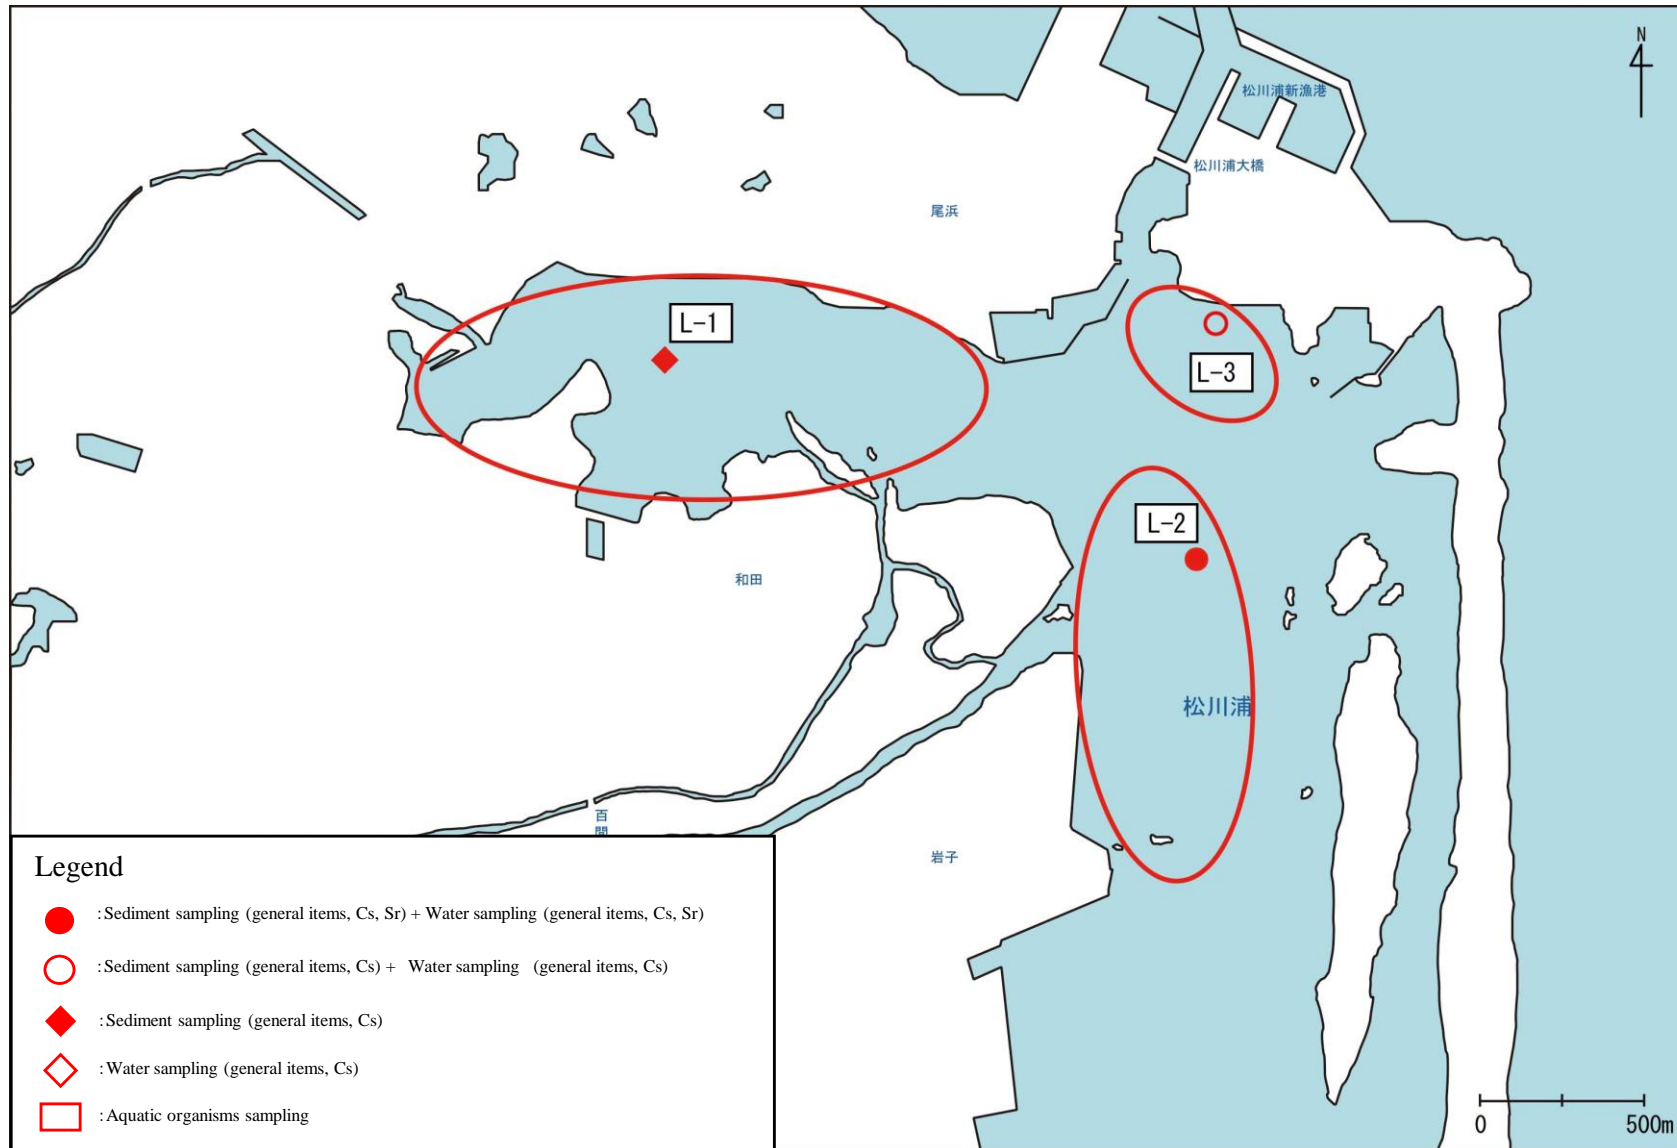 N
松川浦新漁港
松川浦大橋
尾浜
L-1
L-3
L-2
和田
松川浦
百間
岩子
Legend
:Sediment sampling (general items, Cs, Sr) + Water sampling (general items, Cs, Sr)
:Sediment sampling (general items, Cs) + Water sampling (general items, Cs)
:Sediment sampling (general items, Cs)
:Water sampling (general items, Cs)
:Aquatic organisms sampling
0 500m